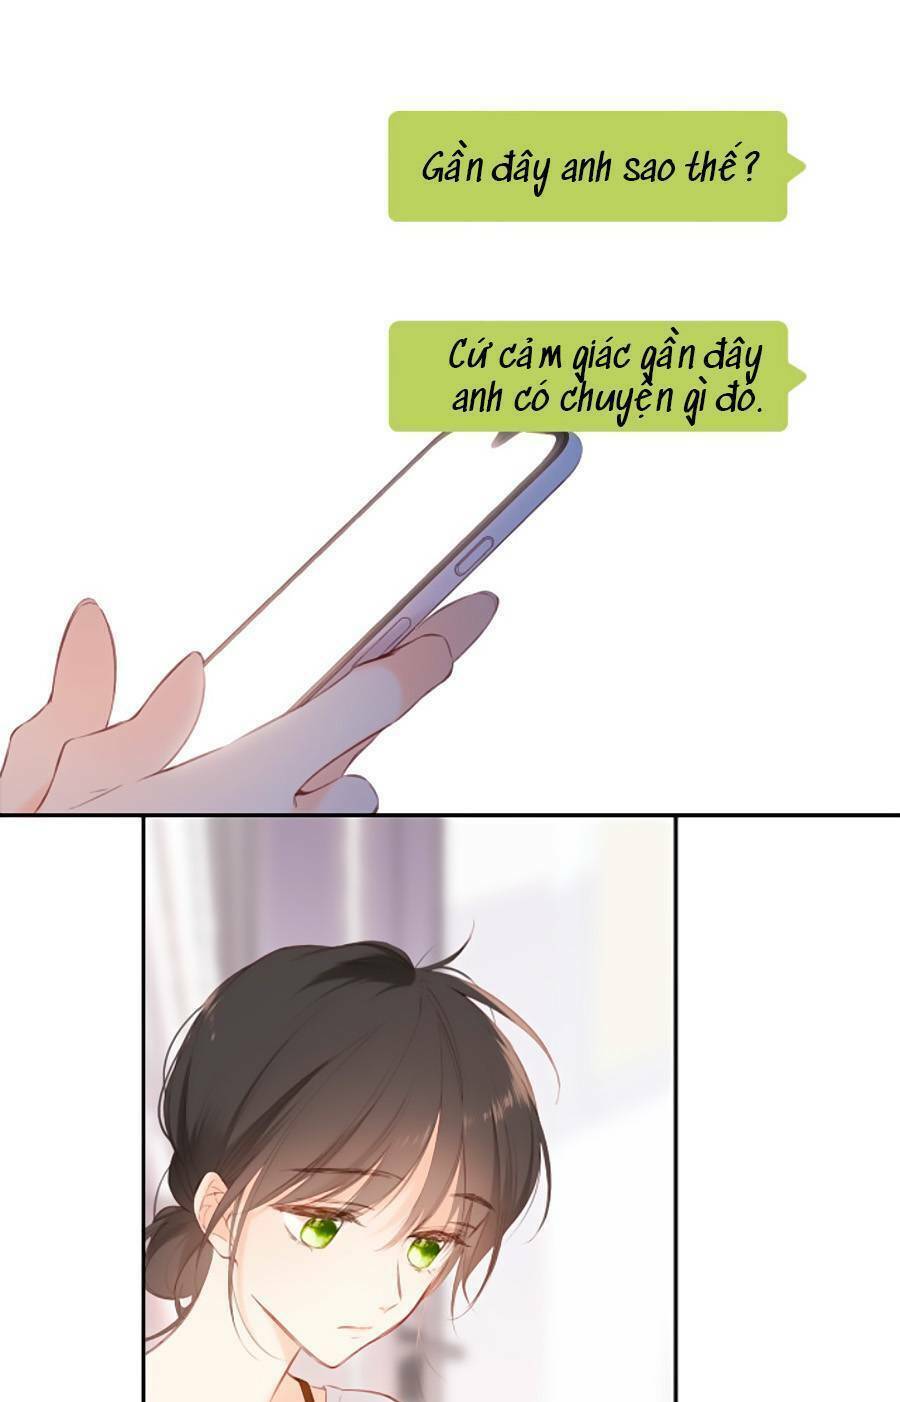 Gần đây anh sao thế?
Cứ cảm giác gần đây
anh có chuyện gì đó.